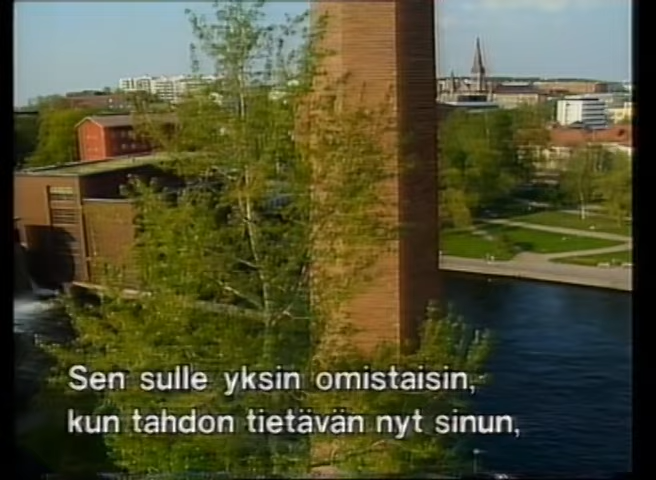 Sen sulle yksin omistaisin,
kun tahdon tietävän nyt sinun,